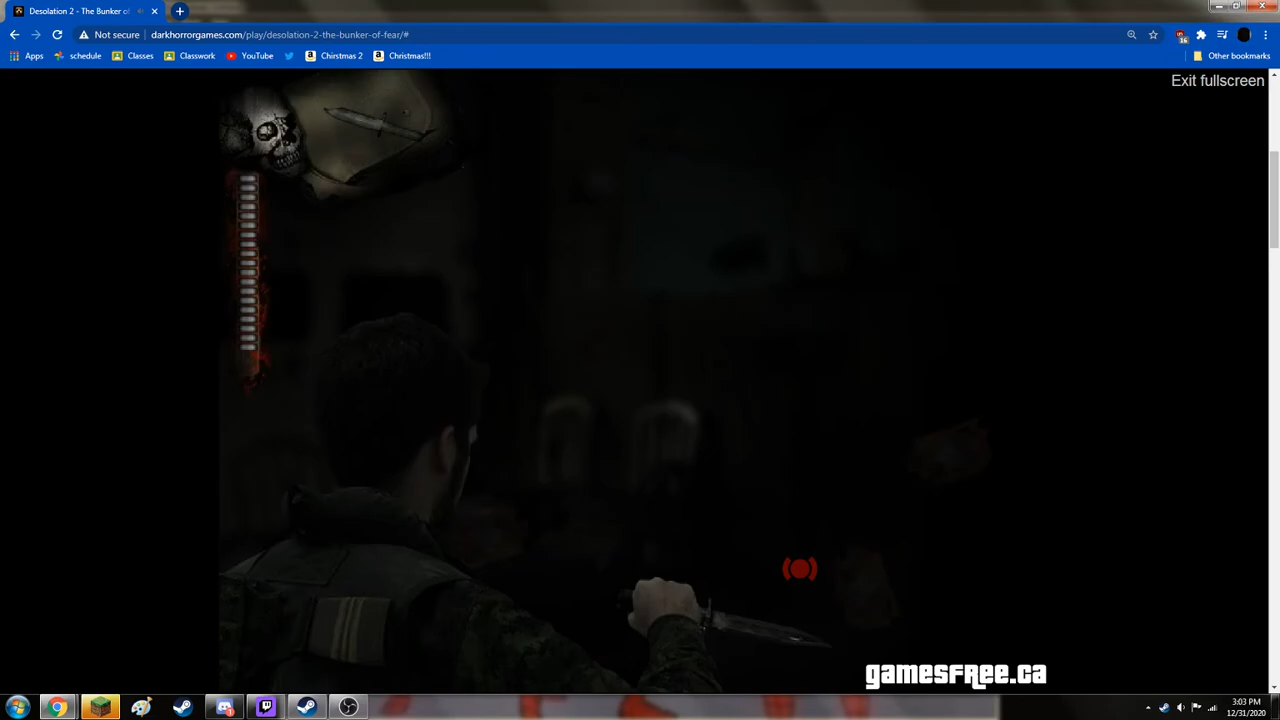 Desolation 2 - The Bunker of
Not secure darkhorrorgames.com/play/desolation-2-the-bunker-of-fear/#
16
Apps schedule Classes Classwork YouTube Christmas 2 Christmas!!! Other bookmarks
Exit fullscreen
gamesfree.ca
3:03 PM
12/31/2020